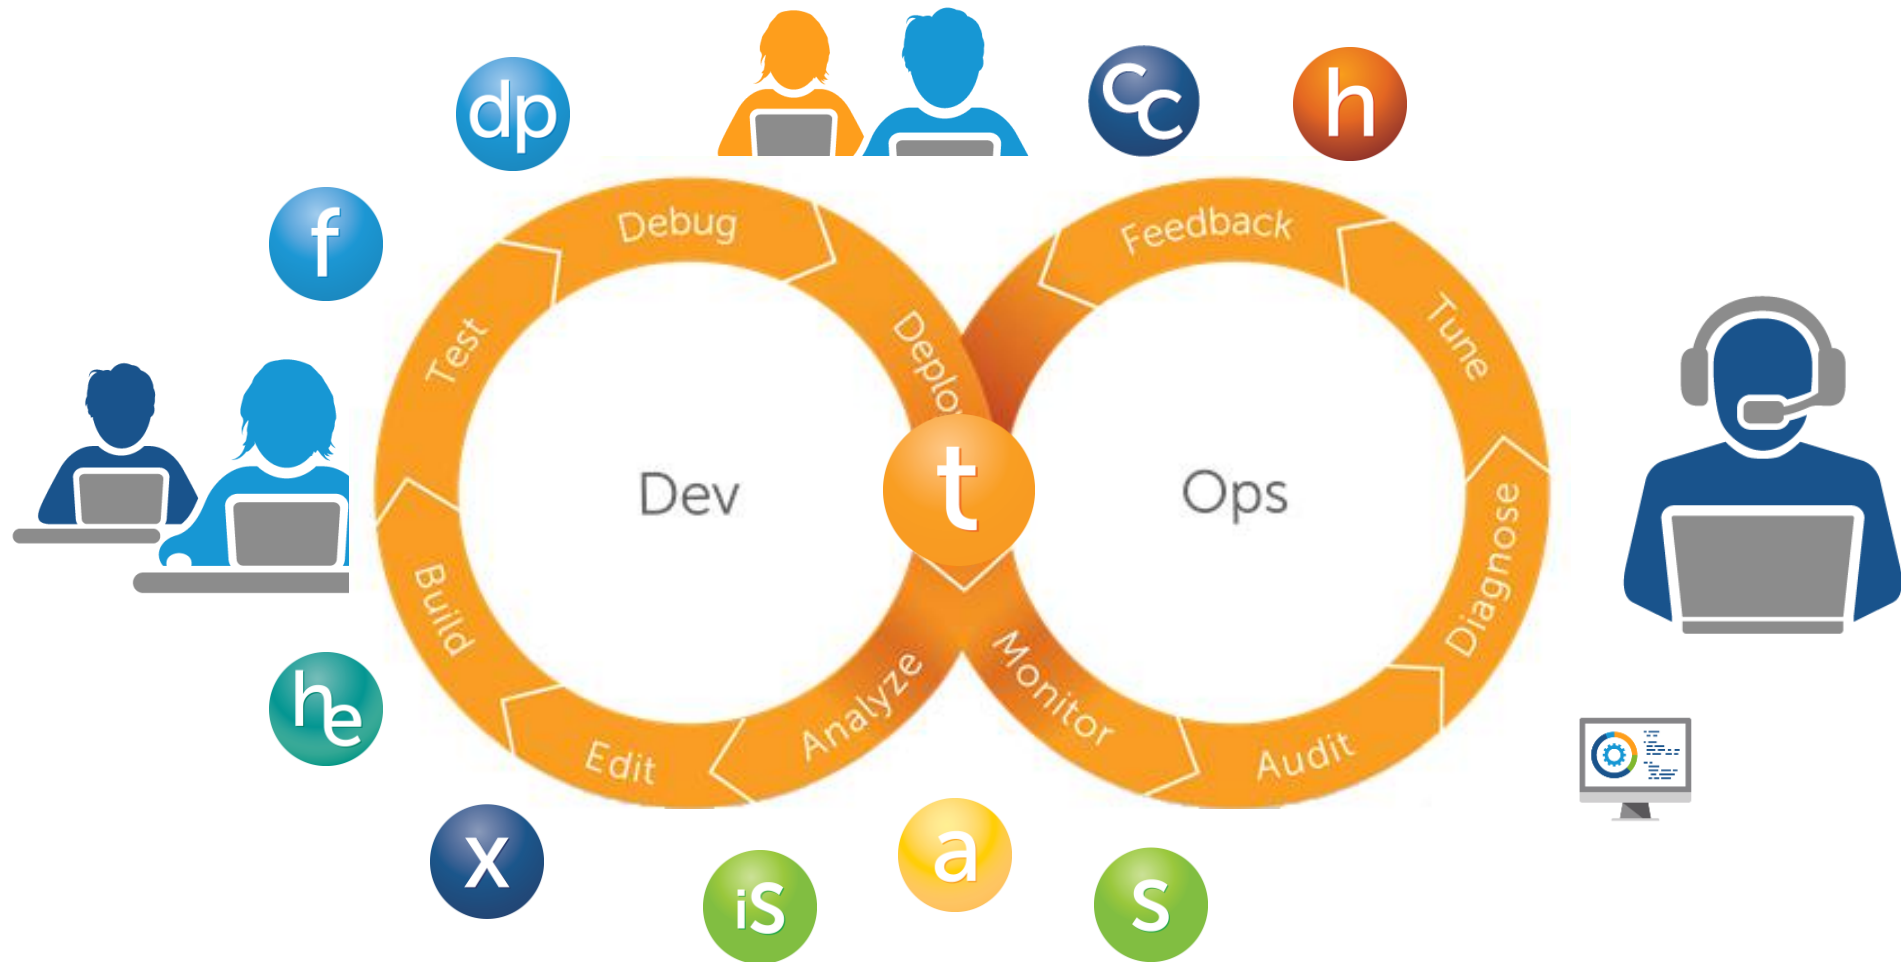 dp
CC
h
f
Debug
Feedback
Test
Deplo
Tune
t
Dev
Ops
Build
Diagnose
he
Analyze
Monitor
Edit
Audit
x
iS
a
S